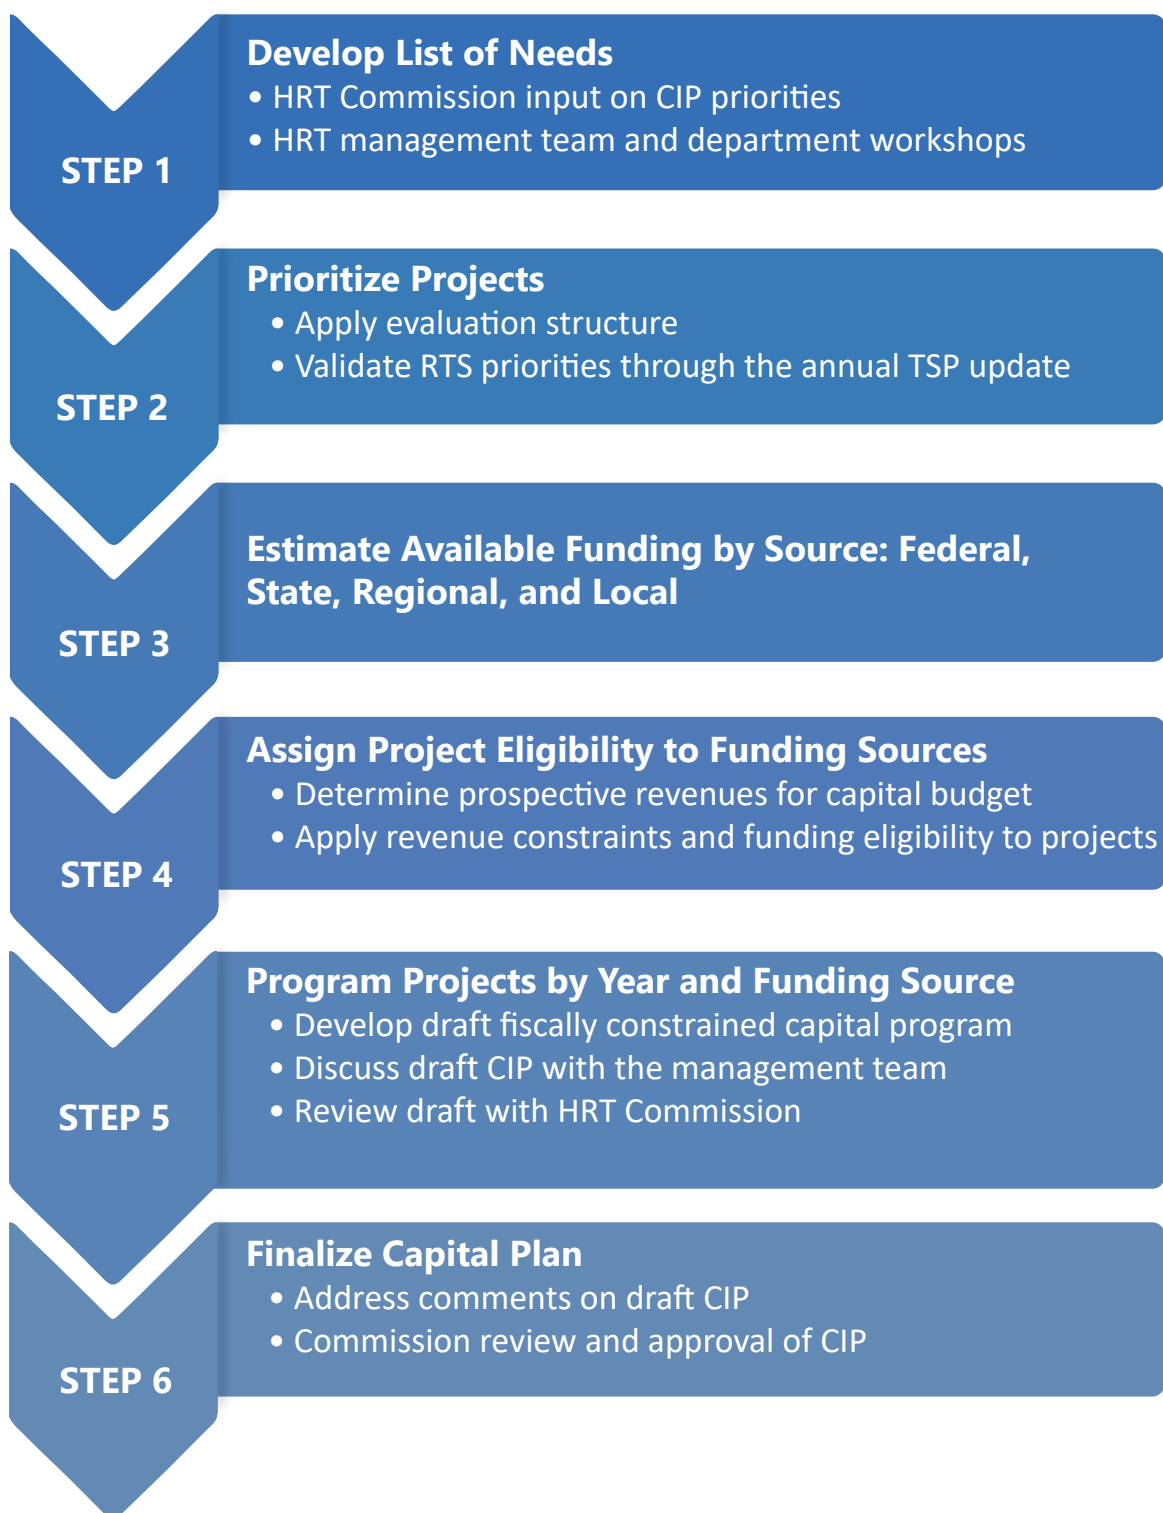 STEP 1
Develop List of Needs
• HRT Commission input on CIP priorities
• HRT management team and department workshops
STEP 2
Prioritize Projects
• Apply evaluation structure
• Validate RTS priorities through the annual TSP update
STEP 3
Estimate Available Funding by Source: Federal,
State, Regional, and Local
STEP 4
Assign Project Eligibility to Funding Sources
• Determine prospective revenues for capital budget
• Apply revenue constraints and funding eligibility to projects
STEP 5
Program Projects by Year and Funding Source
• Develop draft fiscally constrained capital program
• Discuss draft CIP with the management team
• Review draft with HRT Commission
STEP 6
Finalize Capital Plan
• Address comments on draft CIP
• Commission review and approval of CIP